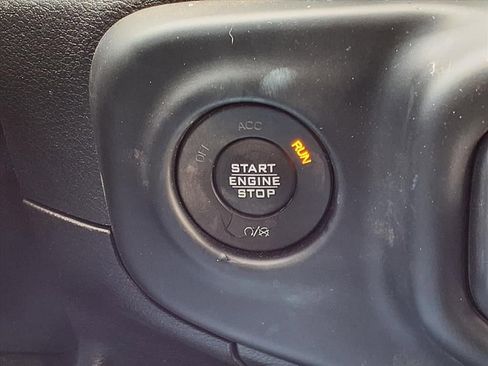 ACC
OFF
RUN
START
ENGINE
STOP